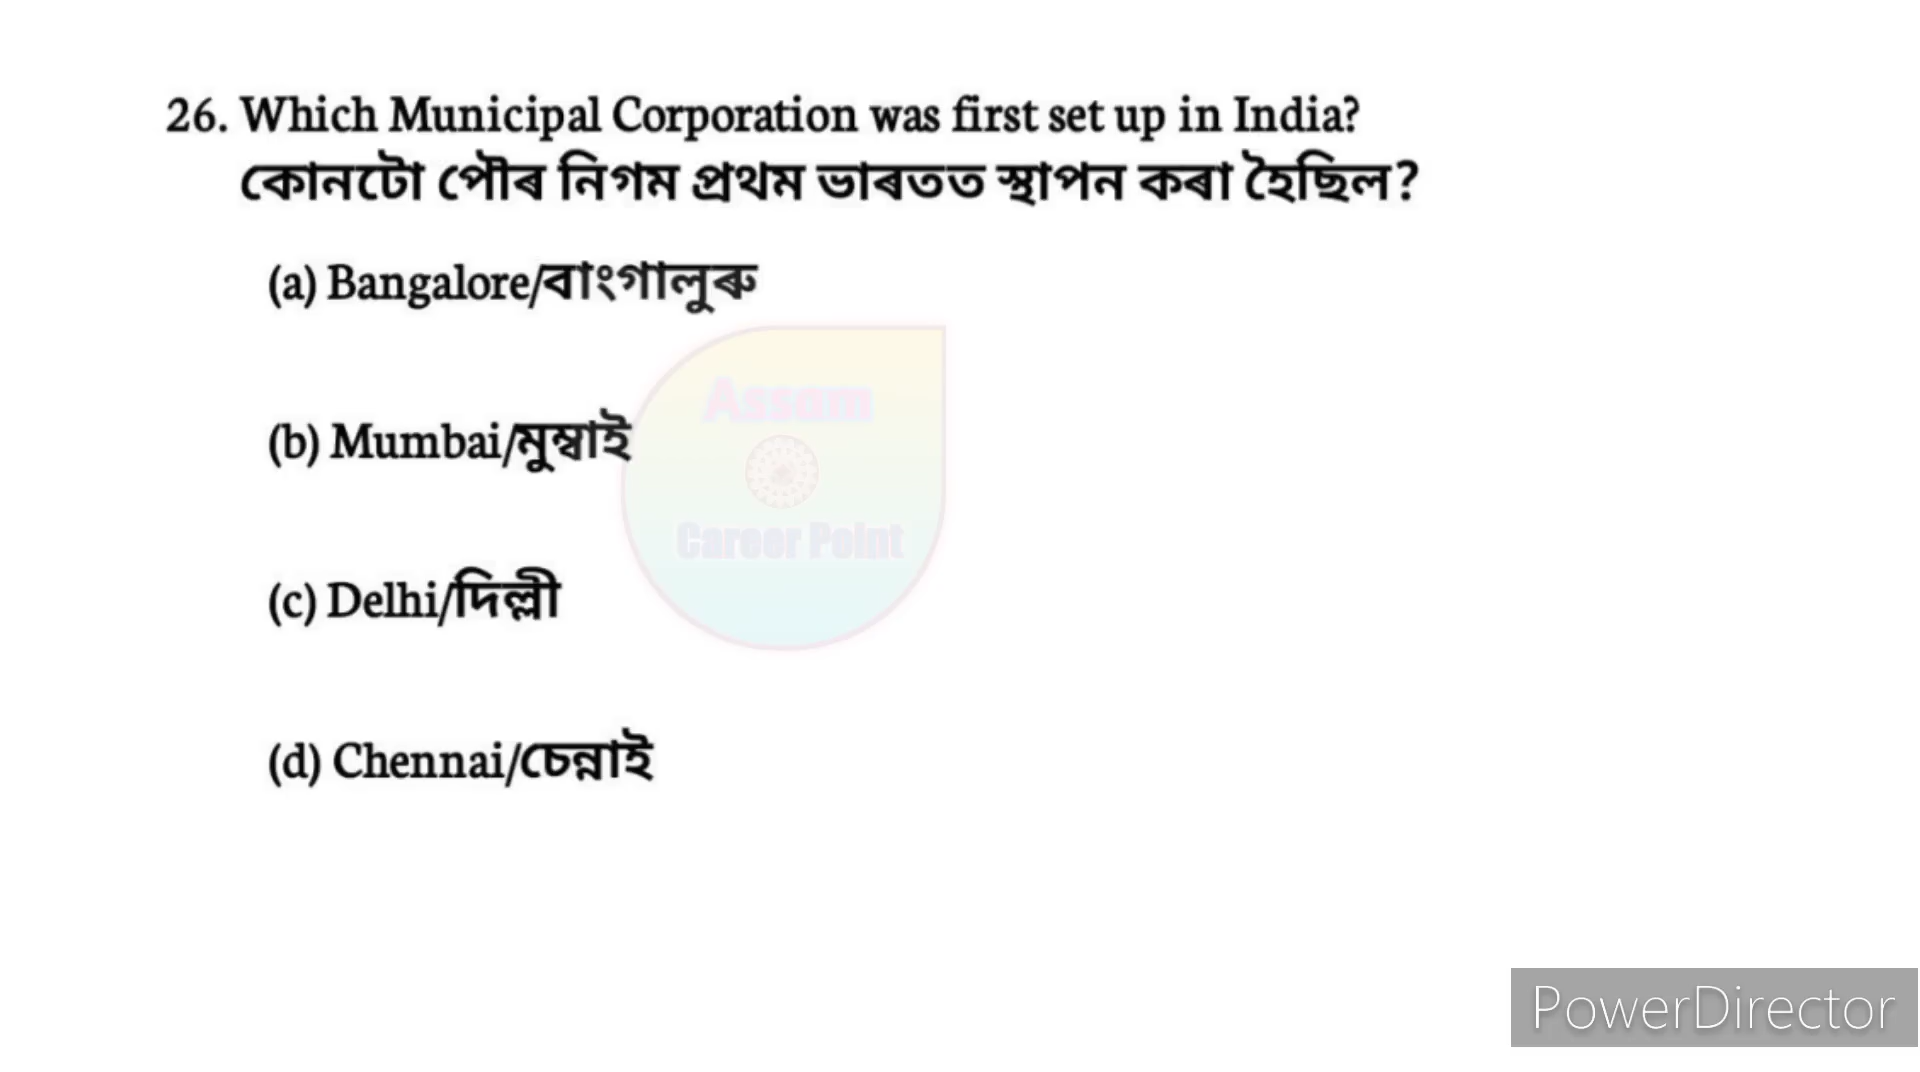 26. Which Municipal Corporation was first set up in India?
কোনটো পৌৰ নিগম প্ৰথম ভাৰতত স্থাপন কৰা হৈছিল?
(a) Bangalore/বাংগালুৰু
Assam
(b) Mumbai/মুম্বাই
Career Point
(c) Delhi/দিল্লী
(d) Chennai/চেন্নাই
PowerDirector